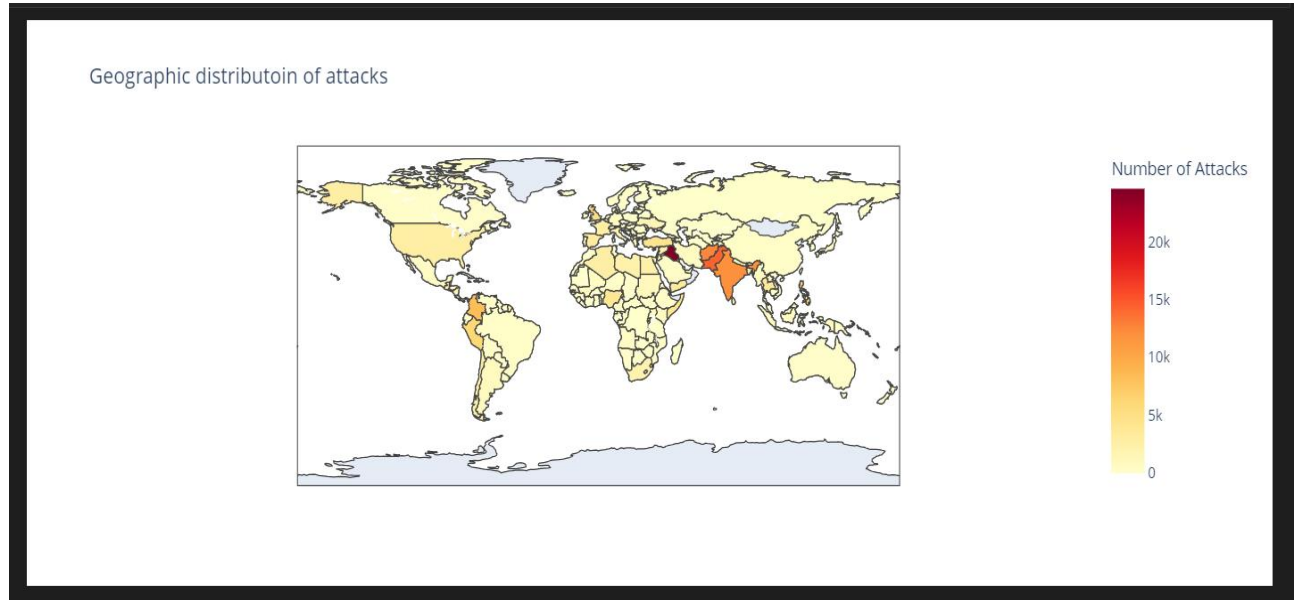 Geographic distributoin of attacks
Number of Attacks
20k
15k
10k
5k
0